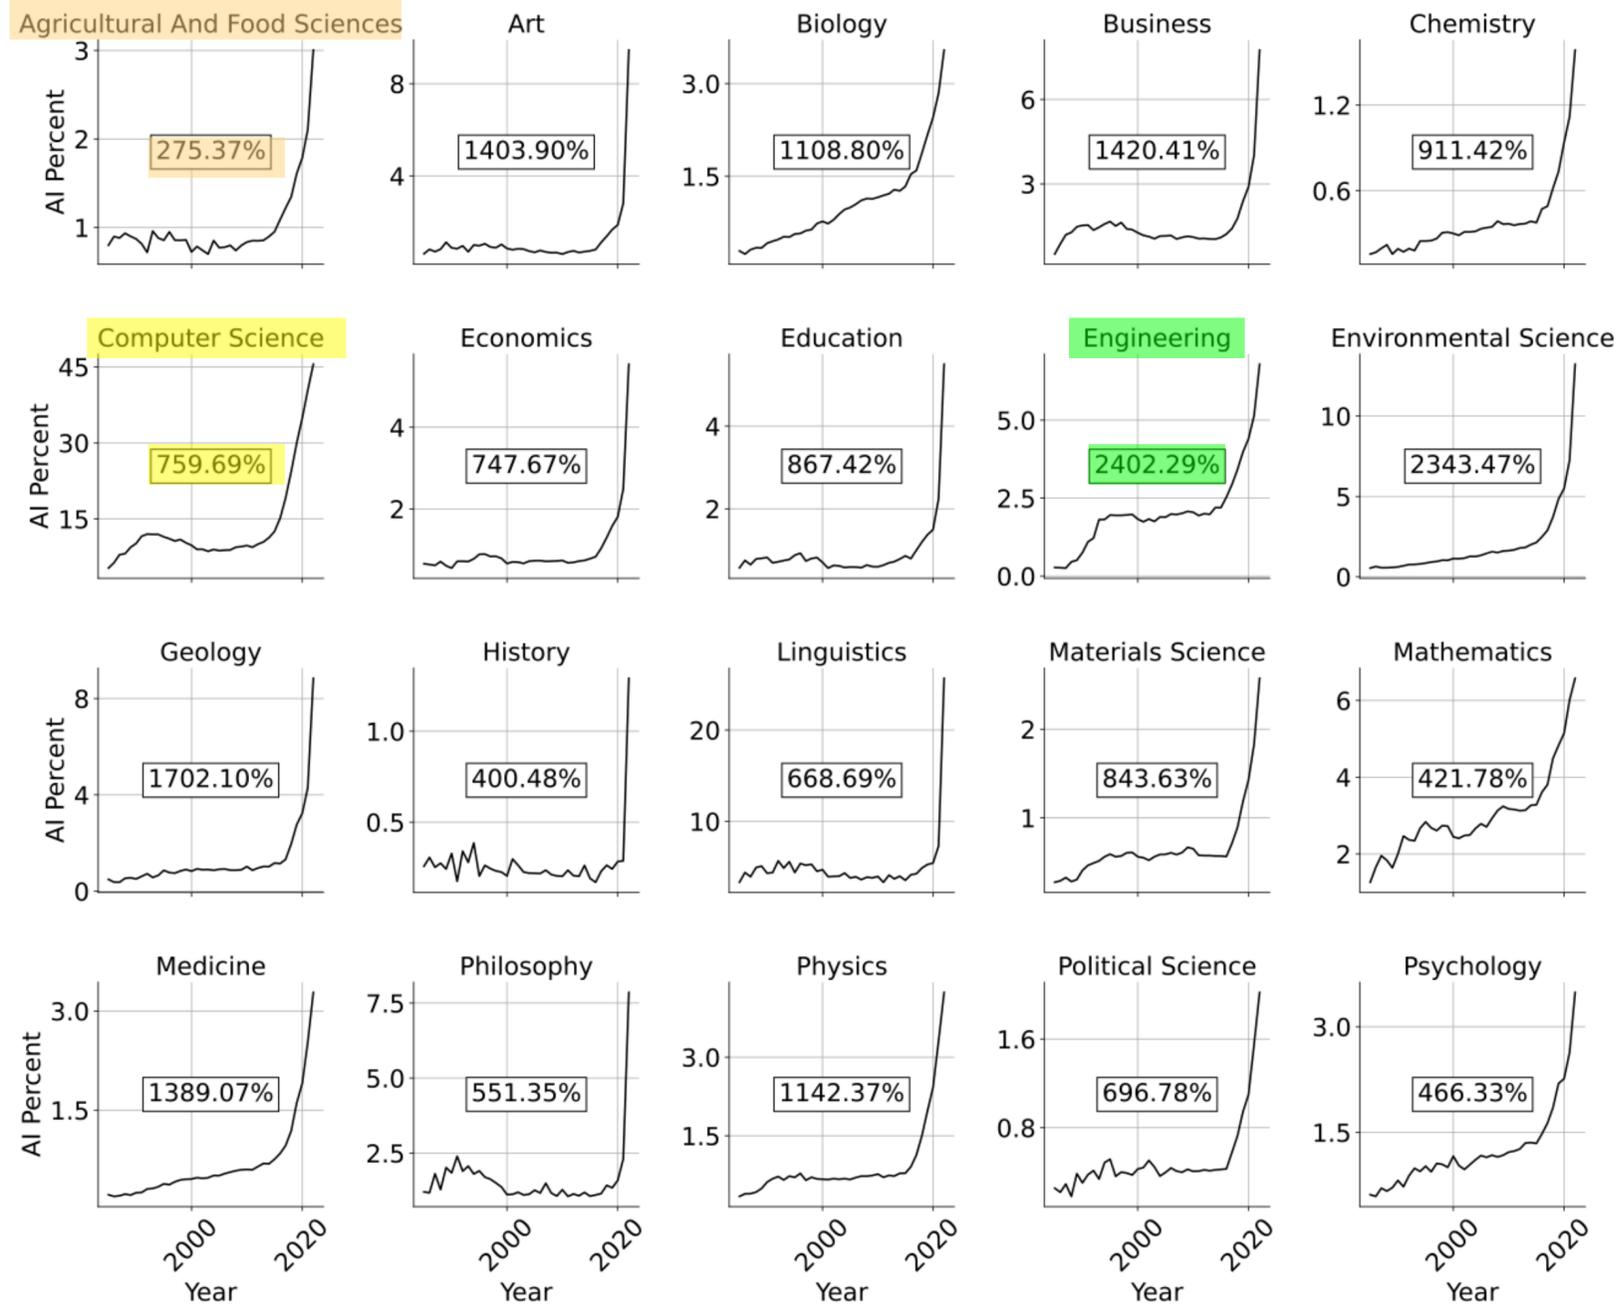 Agricultural And Food Sciences
Art
Biology
Business
Chemistry
AI Percent
3
2
1
275.37%
8
4
1403.90%
3.0
1.5
1108.80%
6
3
1420.41%
1.2
0.6
911.42%
Computer Science
Economics
Education
Engineering
Environmental Science
AI Percent
45
30
15
759.69%
4
2
747.67%
4
2
867.42%
5.0
2.5
0.0
2402.29%
10
5
0
2343.47%
Geology
History
Linguistics
Materials Science
Mathematics
AI Percent
8
4
0
1702.10%
1.0
0.5
400.48%
20
10
668.69%
2
1
843.63%
6
4
2
421.78%
Medicine
Philosophy
Physics
Political Science
Psychology
AI Percent
3.0
1.5
1389.07%
7.5
5.0
2.5
551.35%
3.0
1.5
1142.37%
1.6
0.8
696.78%
3.0
1.5
466.33%
2000
2020
2000
2020
2000
2020
2000
2020
2000
2020
Year
Year
Year
Year
Year